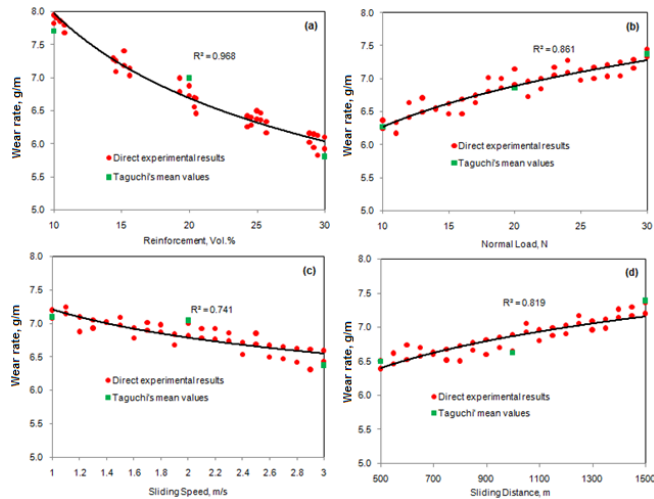 (a)
R² = 0.968
Wear rate, g/m
8.0
7.5
7.0
6.5
6.0
5.5
5.0
Direct experimental results
Taguchi's mean values
10 15 20 25 30
Reinforcement, Vol.%
(b)
R² = 0.861
Wear rate, g/m
8.0
7.5
7.0
6.5
6.0
5.5
5.0
Direct experimental results
Taguchi's mean values
10 15 20 25 30
Normal Load, N
(c)
R² = 0.741
Wear rate, g/m
8.0
7.5
7.0
6.5
6.0
5.5
5.0
Direct experimental results
Taguchi's mean values
1 1.2 1.4 1.6 1.8 2 2.2 2.4 2.6 2.8 3
Sliding Speed, m/s
(d)
R² = 0.819
Wear rate, g/m
8.0
7.5
7.0
6.5
6.0
5.5
5.0
Direct experimental results
Taguchi' mean values
500 700 900 1100 1300 1500
Sliding Distance, m